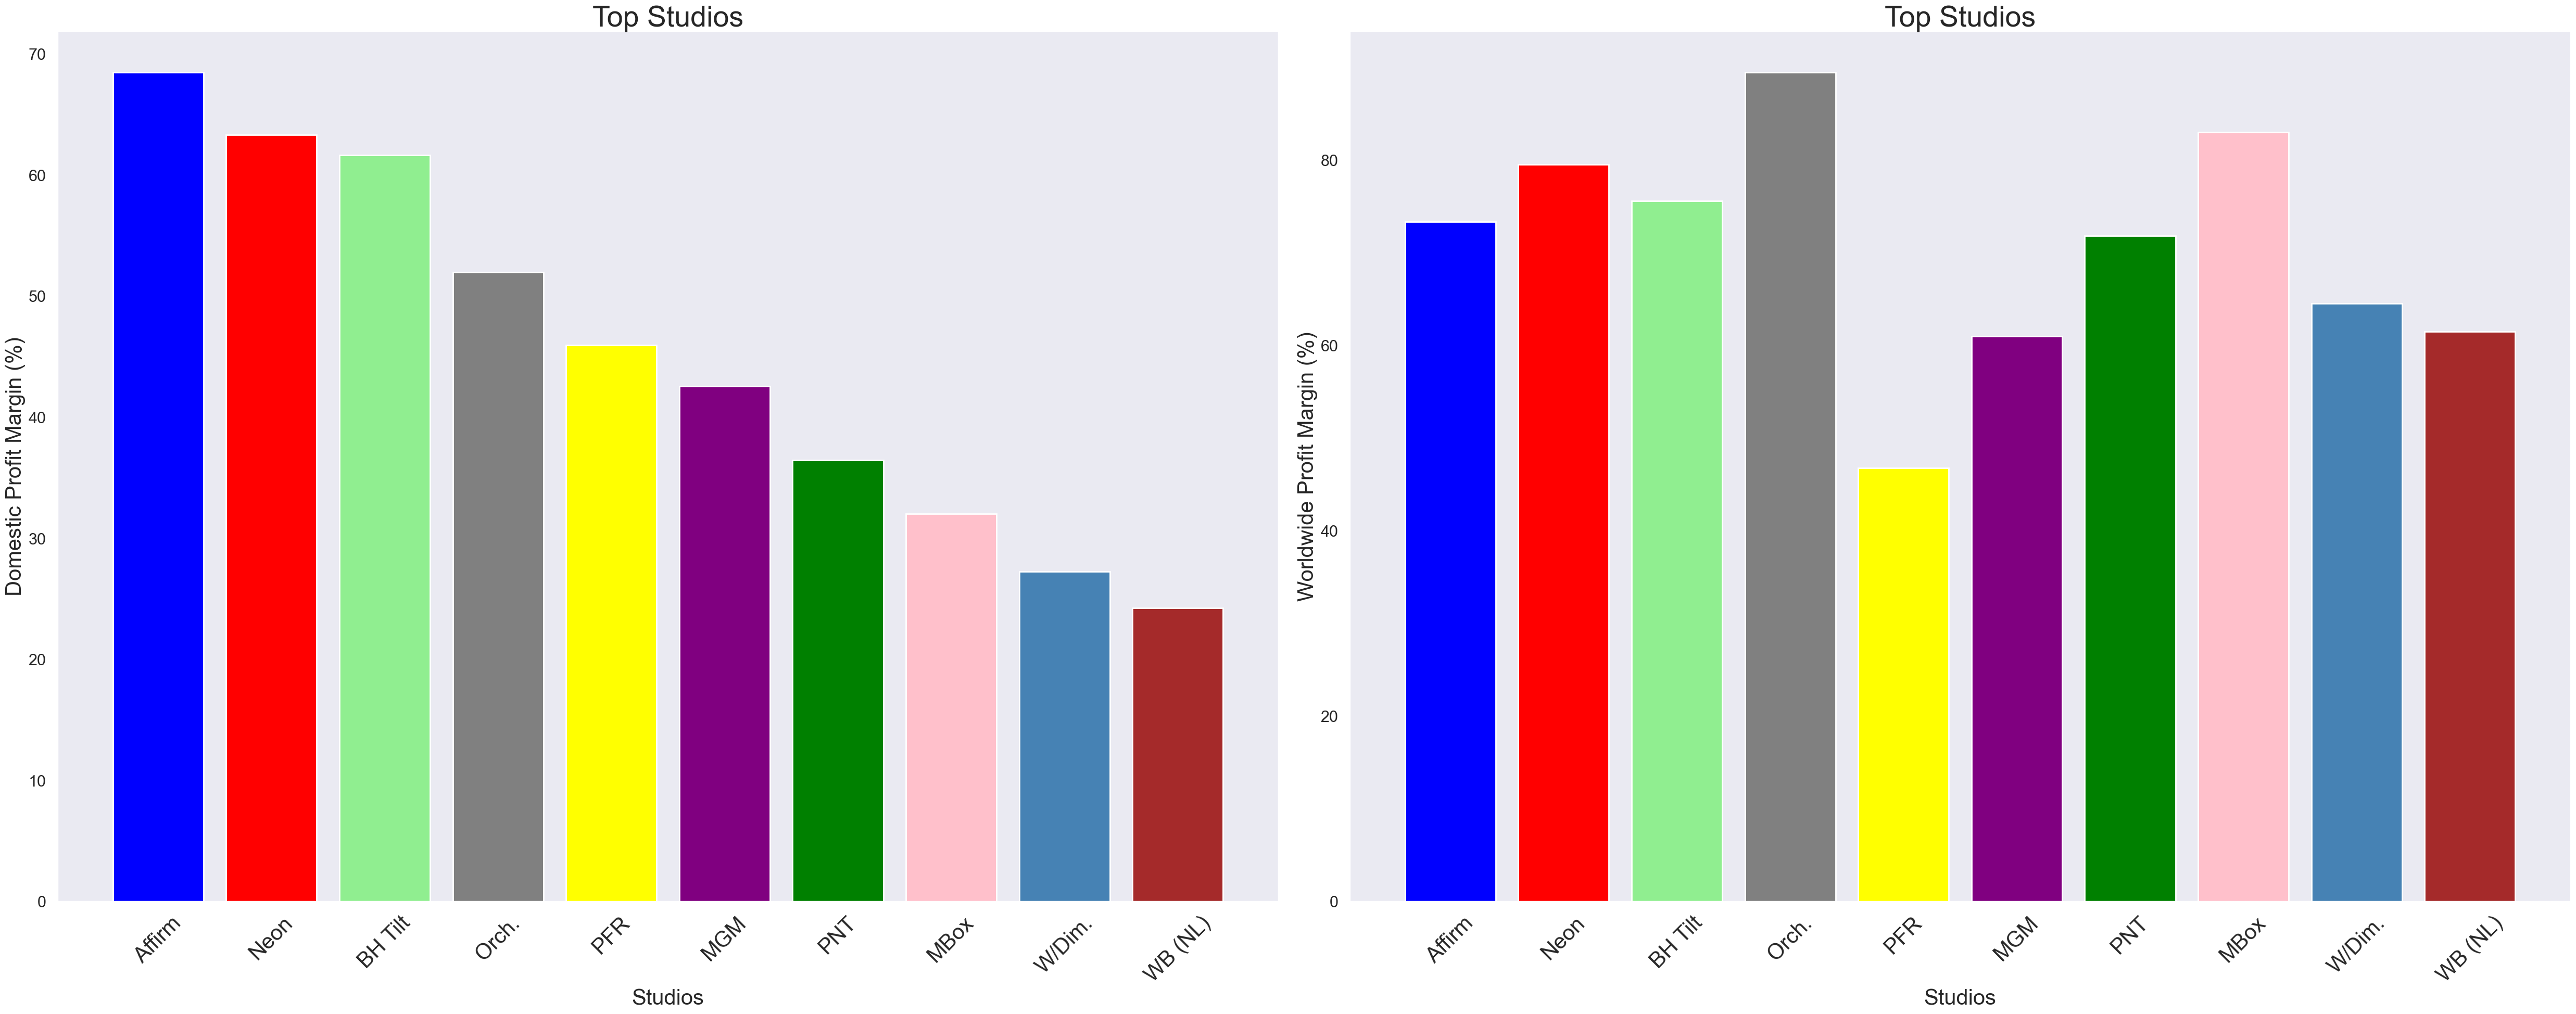 Top Studios
70
60
50
40
30
20
10
0
Domestic Profit Margin (%)
Affirm
Neon
BH Tilt
Orch.
PFR
MGM
PNT
MBox
W/Dim.
WB (NL)
Studios
Top Studios
80
60
40
20
0
Worldwide Profit Margin (%)
Affirm
Neon
BH Tilt
Orch.
PFR
MGM
PNT
MBox
W/Dim.
WB (NL)
Studios